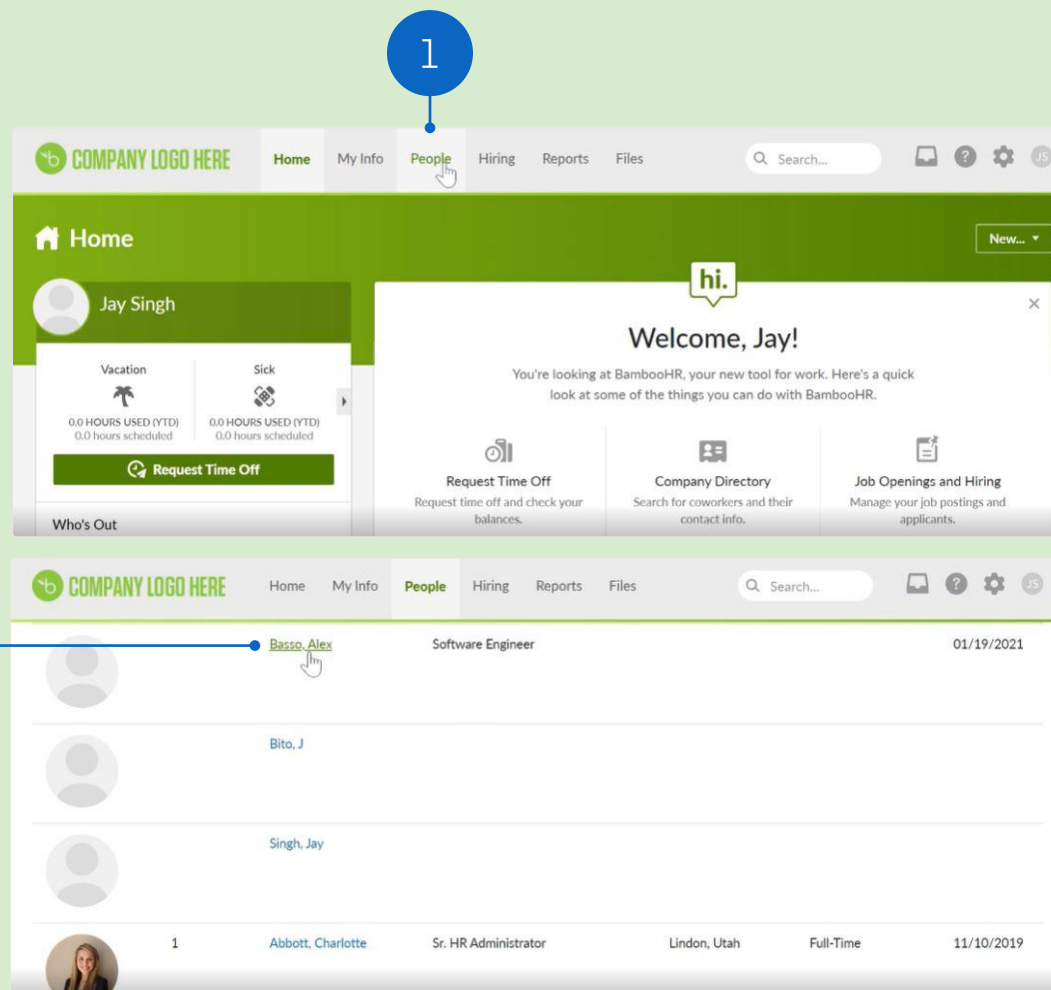 1
COMPANY LOGO HERE Home My Info People Hiring Reports Files Search... ? JS
Home New...
hi.
Jay Singh
Welcome, Jay!
Vacation Sick
You're looking at BambooHR, your new tool for work. Here's a quick
look at some of the things you can do with BambooHR.
0.0 HOURS USED (YTD) 0.0 HOURS USED (YTD)
0.0 hours scheduled 0.0 hours scheduled
Request Time Off
Request Time Off Company Directory Job Openings and Hiring
Request time off and check your Search for coworkers and their Manage your job postings and
balances. contact info. applicants.
Who's Out
COMPANY LOGO HERE Home My Info People Hiring Reports Files Search... ? JS
Basso, Alex Software Engineer 01/19/2021
Bito, J
Singh, Jay
1 Abbott, Charlotte Sr. HR Administrator Lindon, Utah Full-Time 11/10/2019